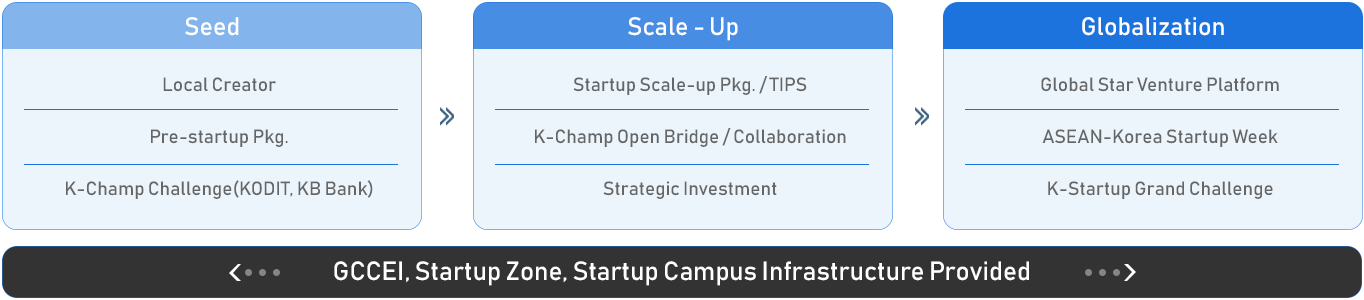 Seed
Local Creator
Pre-startup Pkg.
K-Champ Challenge(KODIT, KB Bank)
Scale - Up
Startup Scale-up Pkg. / TIPS
K-Champ Open Bridge / Collaboration
Strategic Investment
Globalization
Global Star Venture Platform
ASEAN-Korea Startup Week
K-Startup Grand Challenge
GCCEI, Startup Zone, Startup Campus Infrastructure Provided